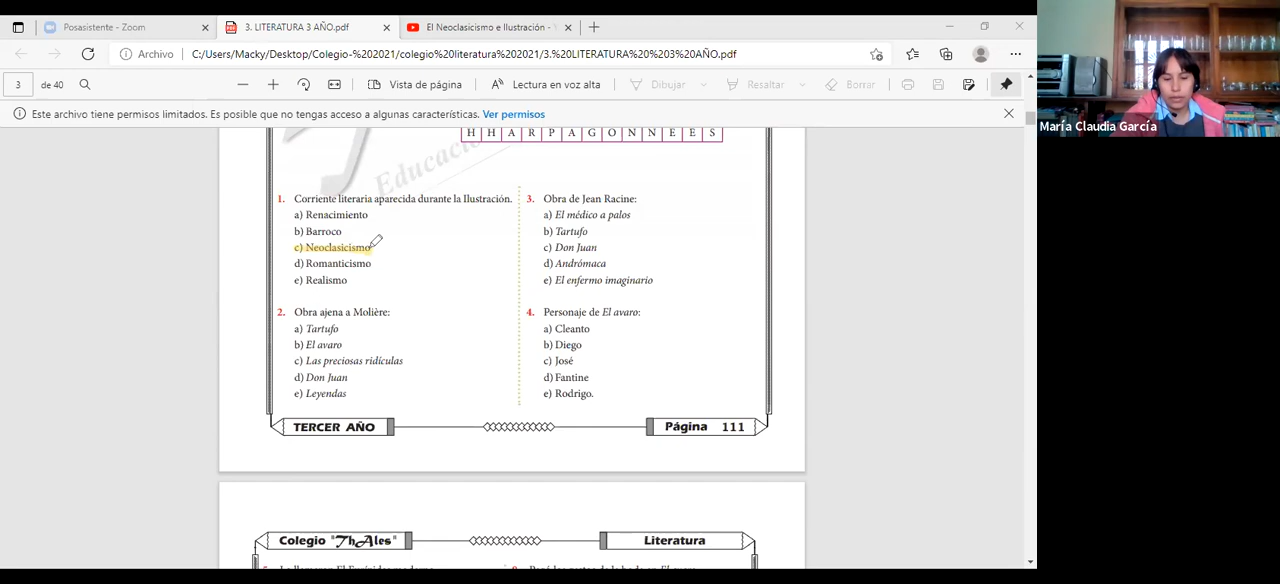 Posasistente - Zoom
3. LITERATURA 3 AÑO.pdf
El Neoclasicismo e Ilustración -
Archivo
C:/Users/Macky/Desktop/Colegio-%202021/colegio%20literatura%202021/3.%20LITERATURA%20%203%20AÑO.pdf
3 de 40
Vista de página
Lectura en voz alta
Dibujar
Resaltar
Borrar
Este archivo tiene permisos limitados. Es posible que no tengas acceso a algunas características. Ver permisos
María Claudia García
H H A R P A G O N N E E S
Educació
1. Corriente literaria aparecida durante la Ilustración.
a) Renacimiento
b) Barroco
c) Neoclasicismo
d) Romanticismo
e) Realismo
2. Obra ajena a Molière:
a) Tartufo
b) El avaro
c) Las preciosas ridículas
d) Don Juan
e) Leyendas
3. Obra de Jean Racine:
a) El médico a palos
b) Tartufo
c) Don Juan
d) Andrómaca
e) El enfermo imaginario
4. Personaje de El avaro:
a) Cleanto
b) Diego
c) José
d) Fantine
e) Rodrigo.
TERCER AÑO
Página 111
Colegio "ThAles"
Literatura